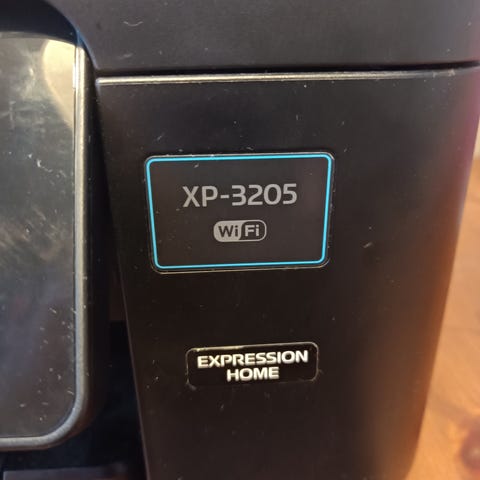 XP-3205
WiFi
EXPRESSION
HOME